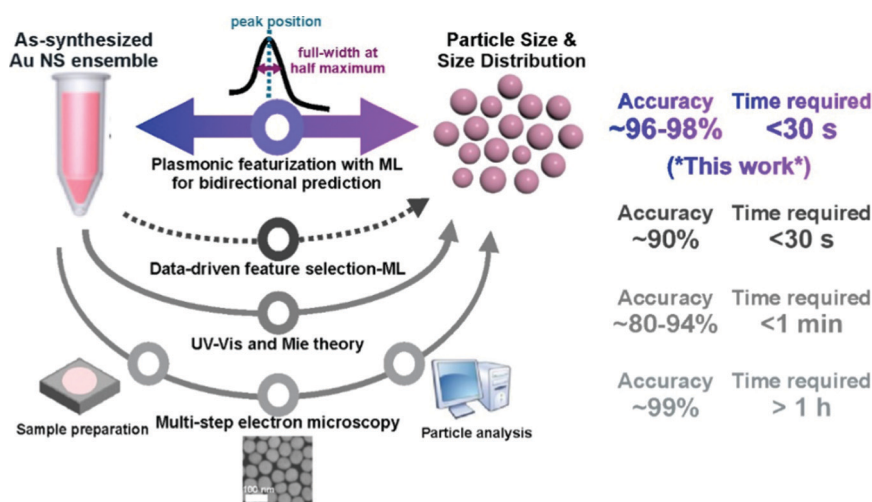 As-synthesized
Au NS ensemble
peak position
full-width at
half maximum
Particle Size &
Size Distribution
Plasmonic featurization with ML
for bidirectional prediction
Accuracy Time required
~96-98% <30 s
(*This work*)
Data-driven feature selection-ML
Accuracy Time required
~90% <30 s
UV-Vis and Mie theory
Accuracy Time required
~80-94% <1 min
Sample preparation
Multi-step electron microscopy
Particle analysis
100 nm
Accuracy Time required
~99% > 1 h